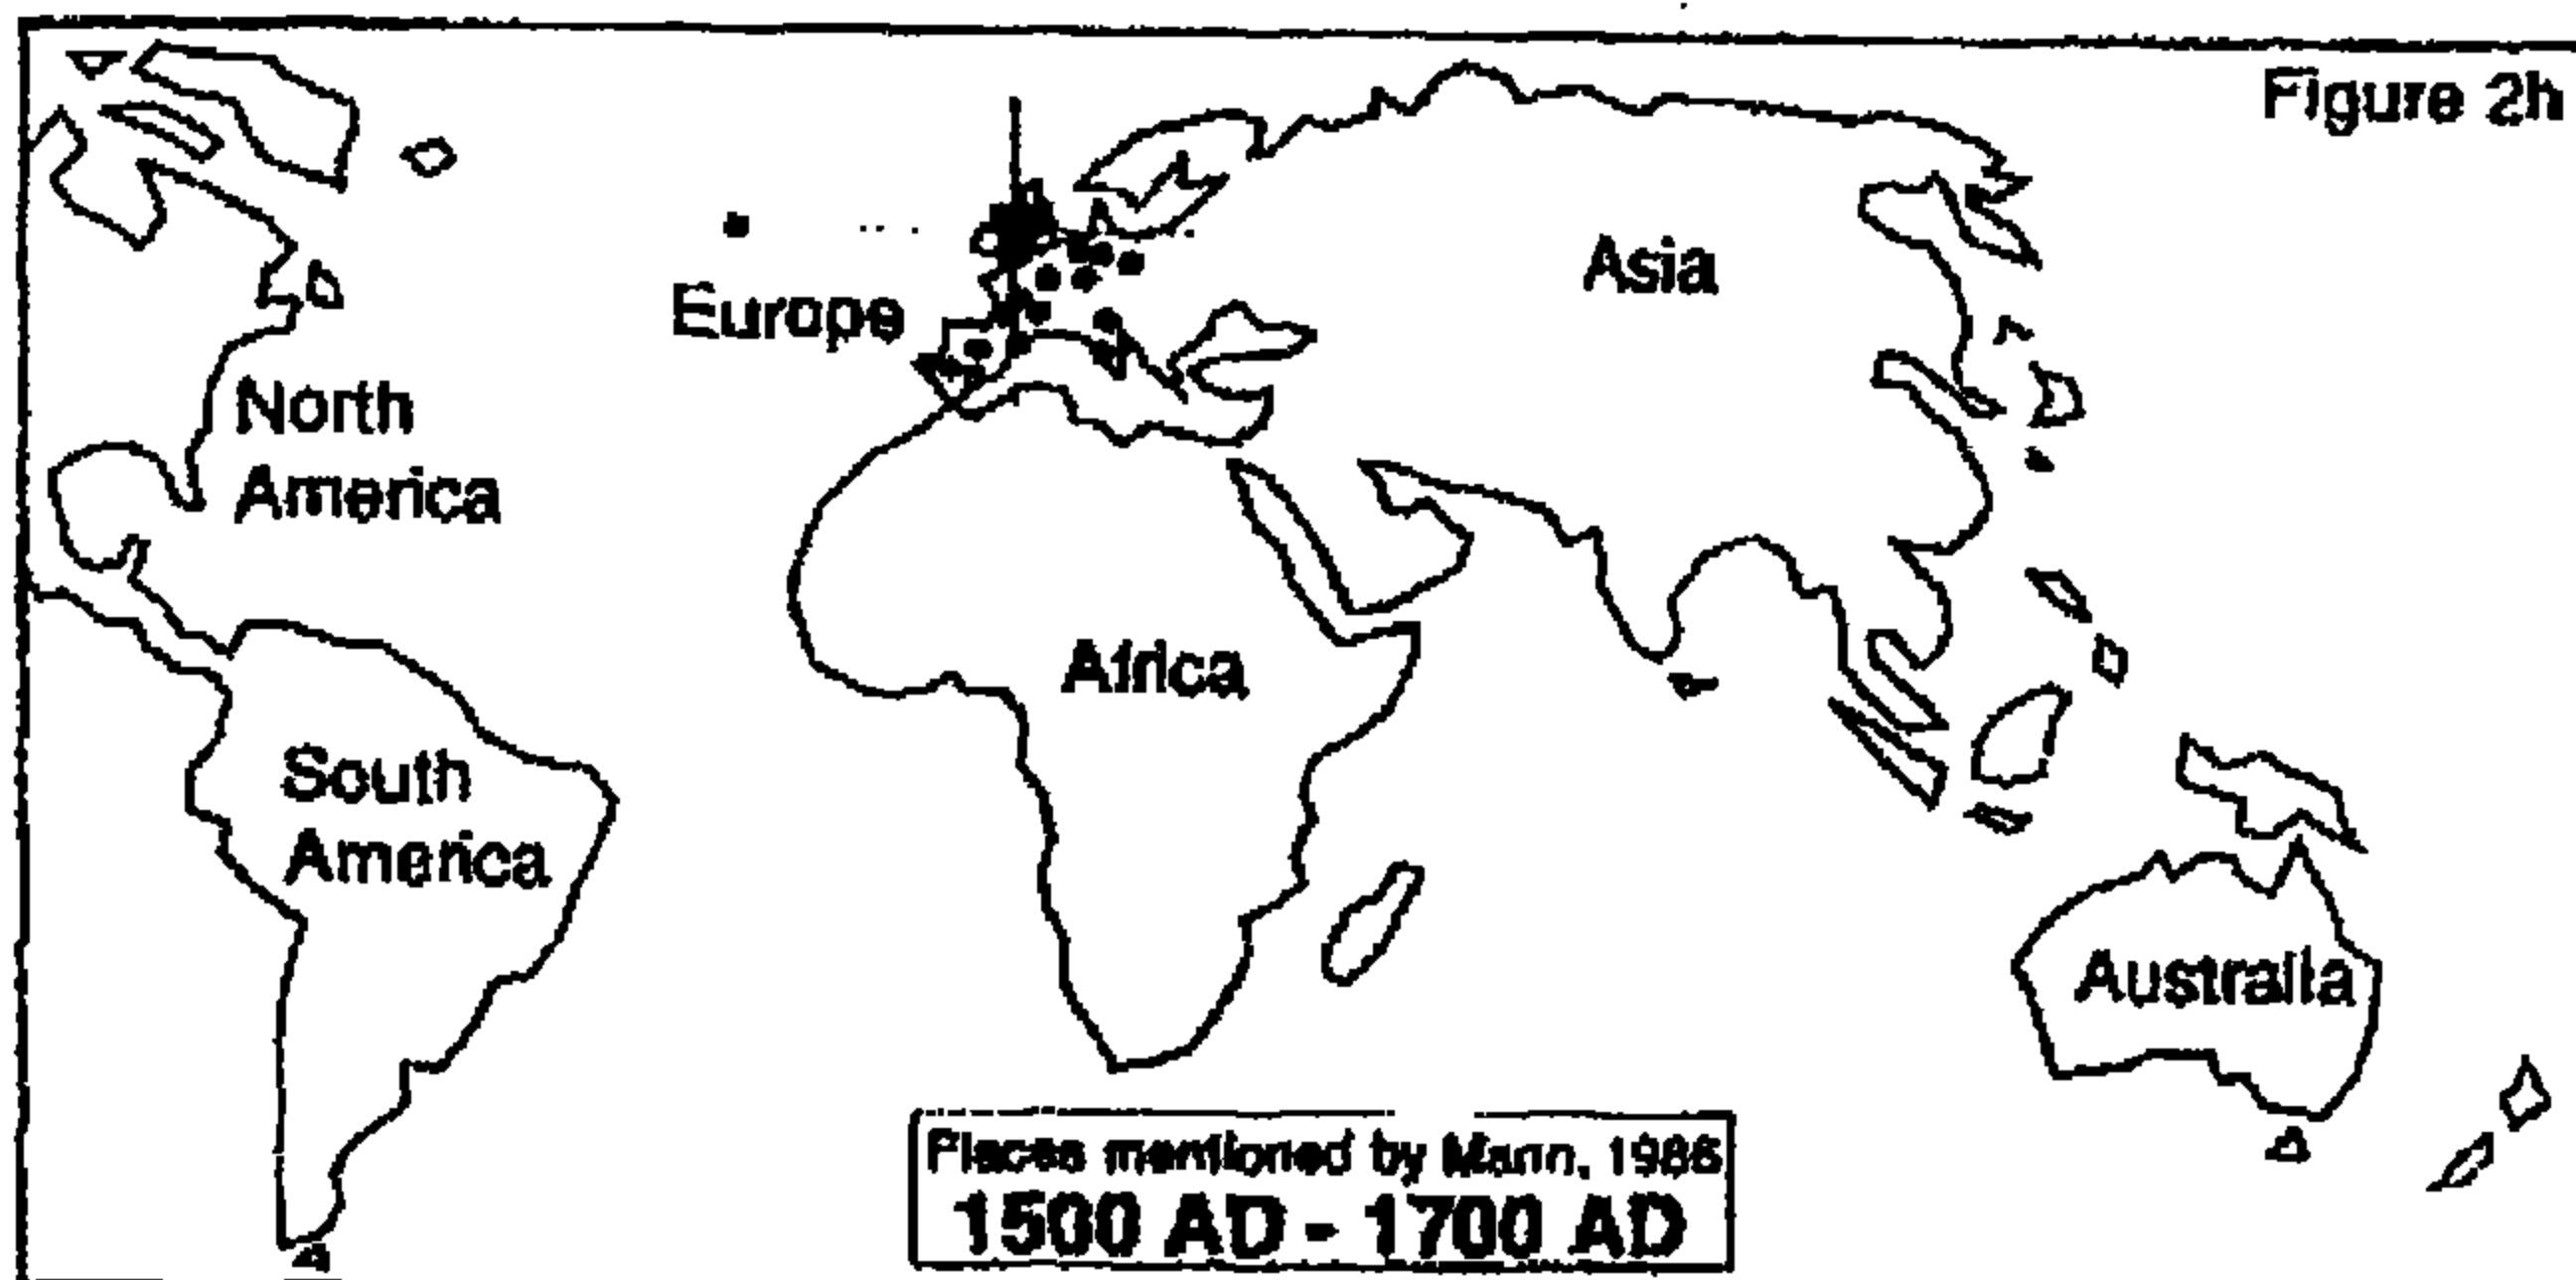 Figure 2h
Asia
Europe
North
America
Africa
South
America
Australia
Places mentioned by Mann, 1986
1500 AD - 1700 AD